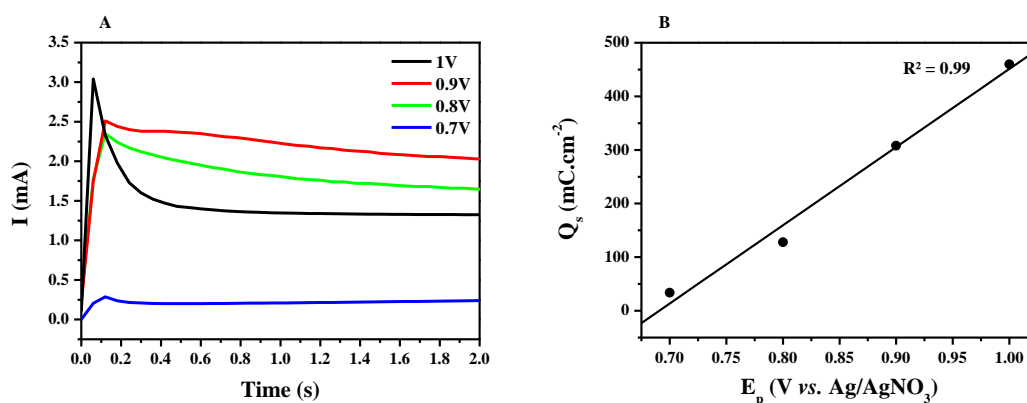 A
I (mA)
3.5
3.0
2.5
2.0
1.5
1.0
0.5
0.0
1V
0.9V
0.8V
0.7V
0.0 0.2 0.4 0.6 0.8 1.0 1.2 1.4 1.6 1.8 2.0
Time (s)
B
Qs (mC.cm-2)
500
400
300
200
100
0
R² = 0.99
0.70 0.75 0.80 0.85 0.90 0.95 1.00
Ep (V vs. Ag/AgNO3)